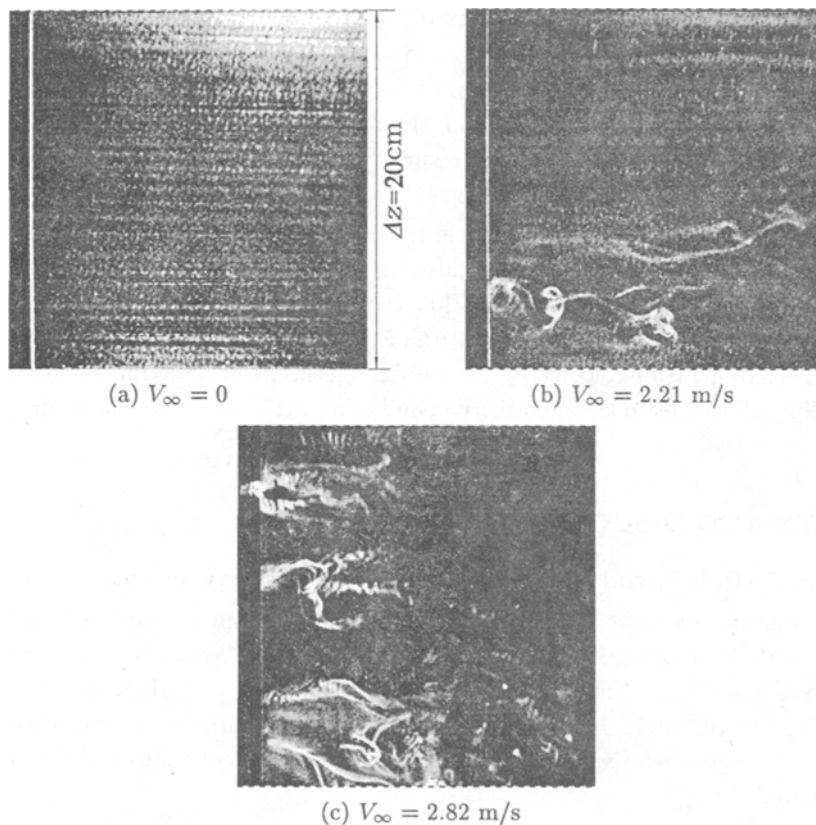 Δz=20cm
(a) V∞ = 0
(b) V∞ = 2.21 m/s
(c) V∞ = 2.82 m/s